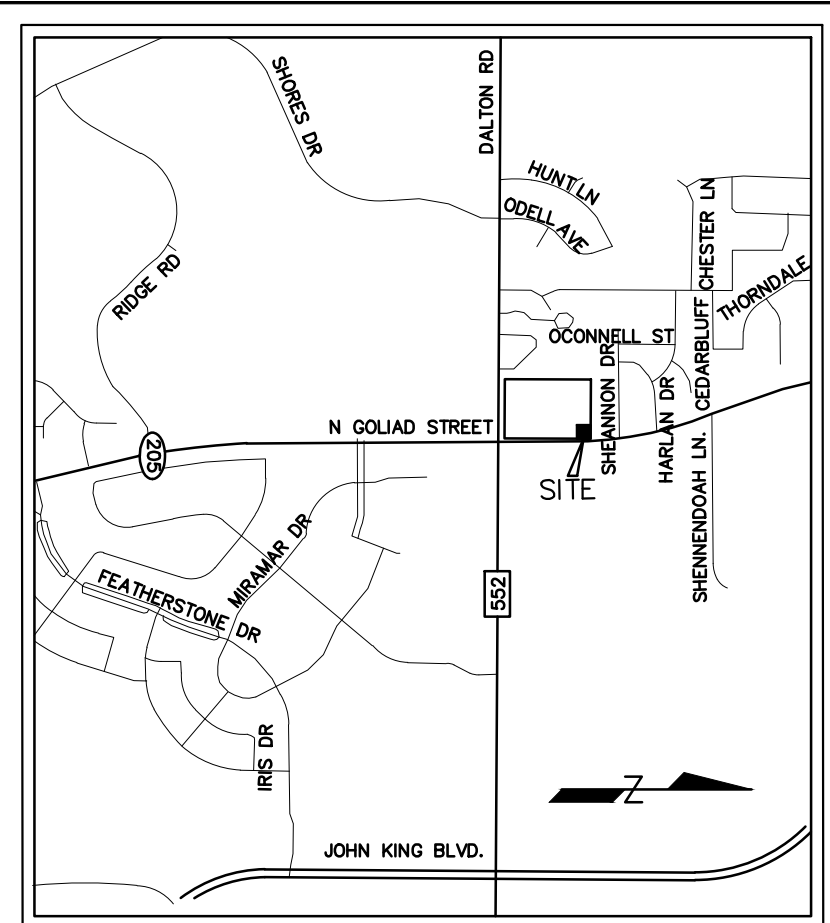 SHORES DR
DALTON RD
HUNT LN
ODELL AVE
CHESTER LN
THORNDALE
RIDGE RD
OCONNELL ST
SHEANNON DR
HARLAN DR
CEDARBLUFF
N GOLIAD STREET
205
SITE
SHENNENDOAH LN.
MIRAMAR DR
FEATHERSTONE DR
552
IRIS DR
Z
JOHN KING BLVD.